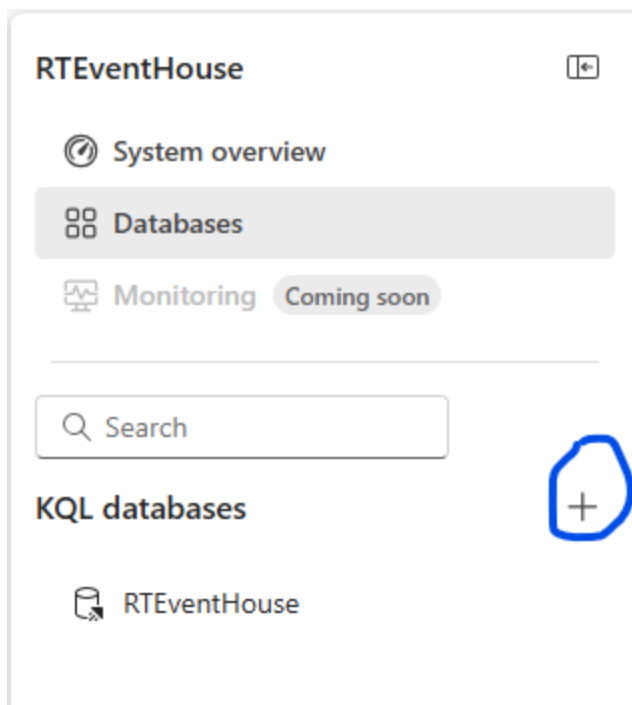 RTEventHouse
System overview
Databases
Monitoring Coming soon
Search
KQL databases
RTEventHouse